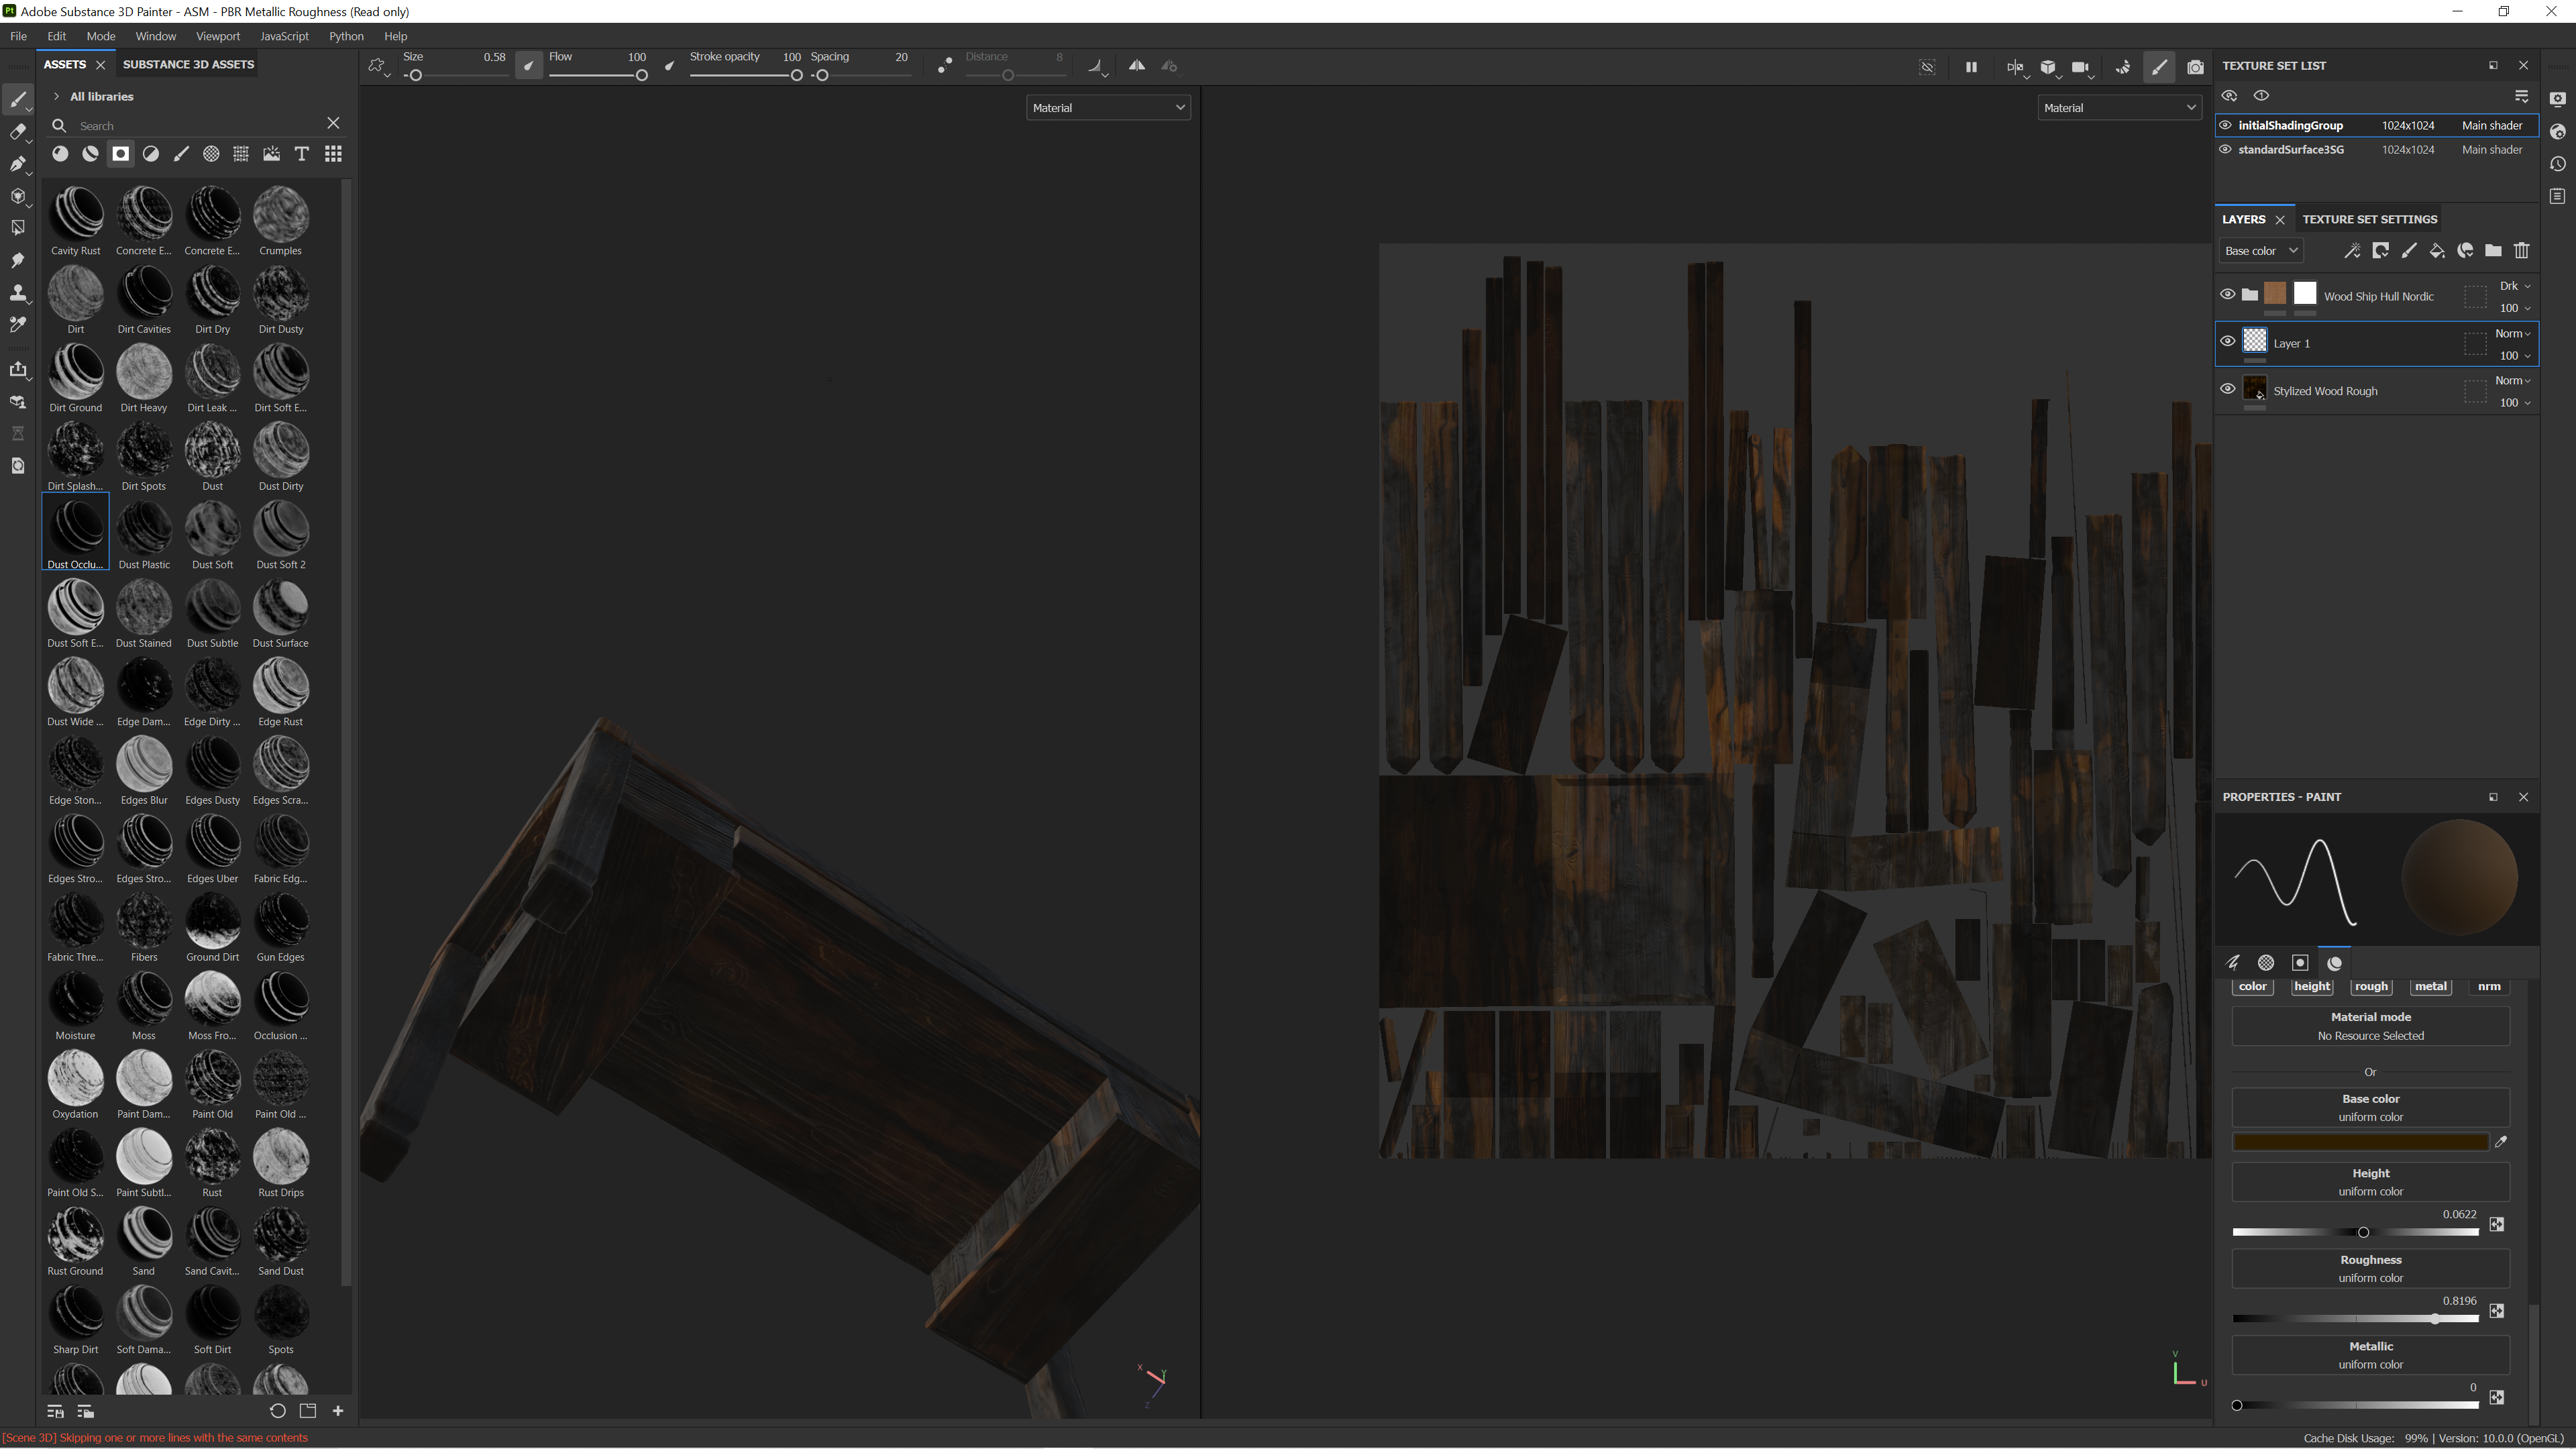 Pt Adobe Substance 3D Painter - ASM - PBR Metallic Roughness (Read only)
File Edit Mode Window Viewport JavaScript Python Help
ASSETS SUBSTANCE 3D ASSETS
Size 0.58 Flow 100 Stroke opacity 100 Spacing 20 Distance 8
All libraries
Search
Material
Material
Cavity Rust Concrete E... Concrete E... Crumples
Dirt Dirt Cavities Dirt Dry Dirt Dusty
Dirt Ground Dirt Heavy Dirt Leak ... Dirt Soft E...
Dirt Splash... Dirt Spots Dust Dust Dirty
Dust Occlu... Dust Plastic Dust Soft Dust Soft 2
Dust Soft E... Dust Stained Dust Subtle Dust Surface
Dust Wide ... Edge Dam... Edge Dirty ... Edge Rust
Edge Ston... Edges Blur Edges Dusty Edges Scra...
Edges Stro... Edges Stro... Edges Uber Fabric Edg...
Fabric Thre... Fibers Ground Dirt Gun Edges
Moisture Moss Moss Fro... Occlusion ...
Oxydation Paint Dam... Paint Old Paint Old ...
Paint Old S... Paint Subtl... Rust Rust Drips
Rust Ground Sand Sand Cavit... Sand Dust
Sharp Dirt Soft Dama... Soft Dirt Spots
X Y Z
V U
TEXTURE SET LIST
initialShadingGroup 1024x1024 Main shader
standardSurface3SG 1024x1024 Main shader
LAYERS TEXTURE SET SETTINGS
Base color
Wood Ship Hull Nordic Drk 100
Layer 1 Norm 100
Stylized Wood Rough Norm 100
PROPERTIES - PAINT
color height rough metal nrm
Material mode
No Resource Selected
Or
Base color
uniform color
Height
uniform color
0.0622
Roughness
uniform color
0.8196
Metallic
uniform color
0
[Scene 3D] Skipping one or more lines with the same contents
Cache Disk Usage: 99% | Version: 10.0.0 (OpenGL)